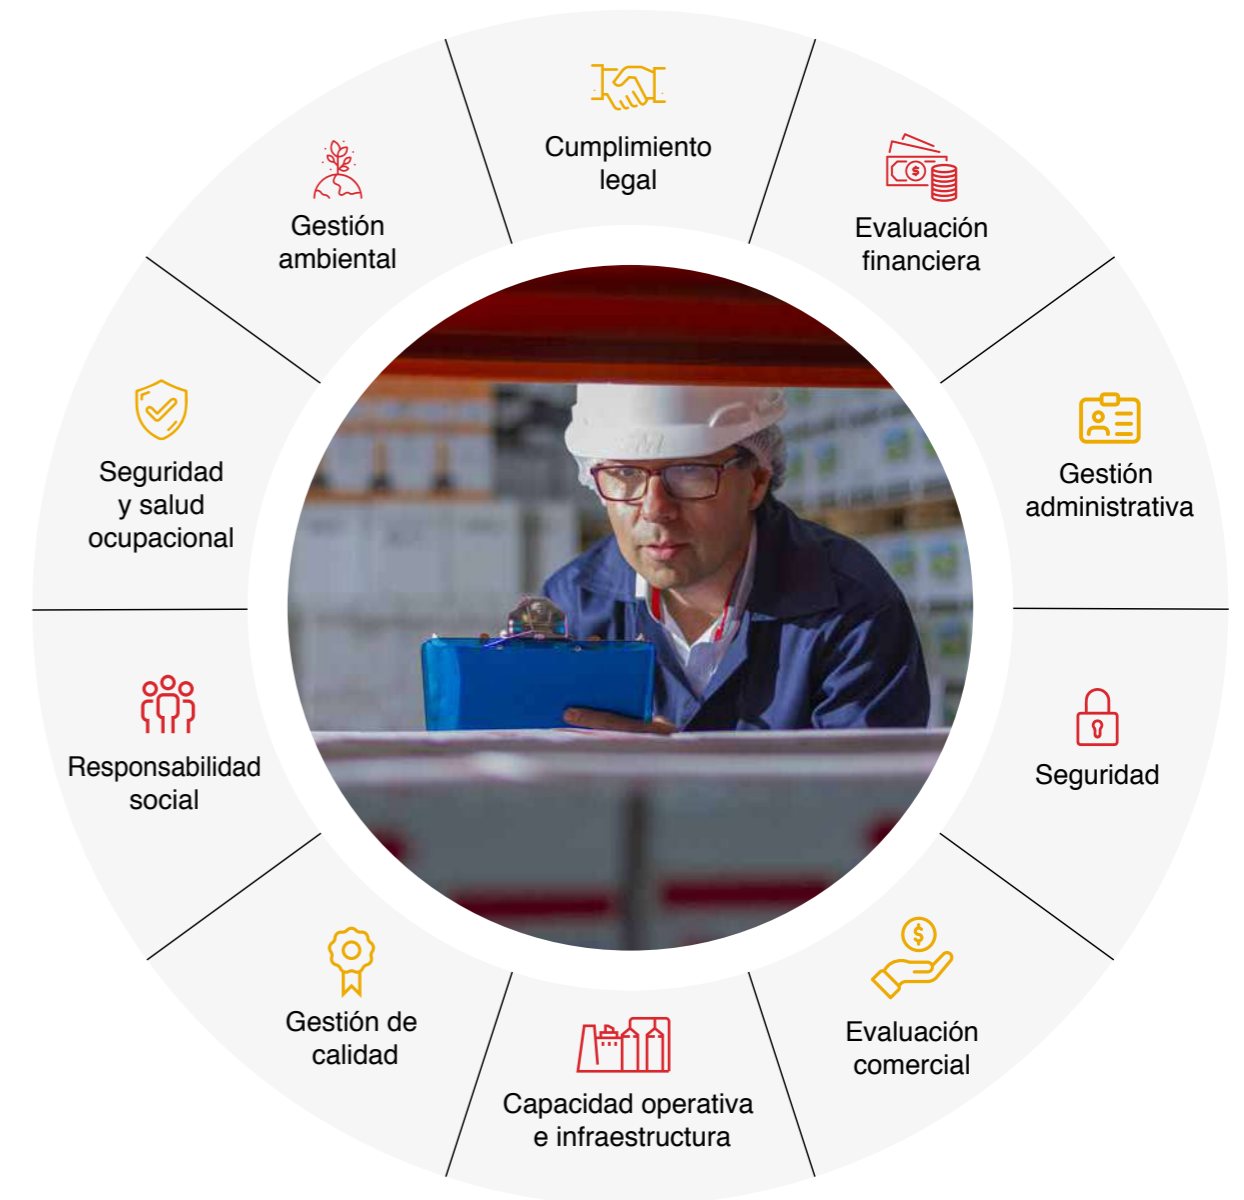 Cumplimiento
legal
Evaluación
financiera
Gestión
administrativa
Seguridad
Evaluación
comercial
Capacidad operativa
e infraestructura
Gestión de
calidad
Responsabilidad
social
Seguridad
y salud
ocupacional
Gestión
ambiental